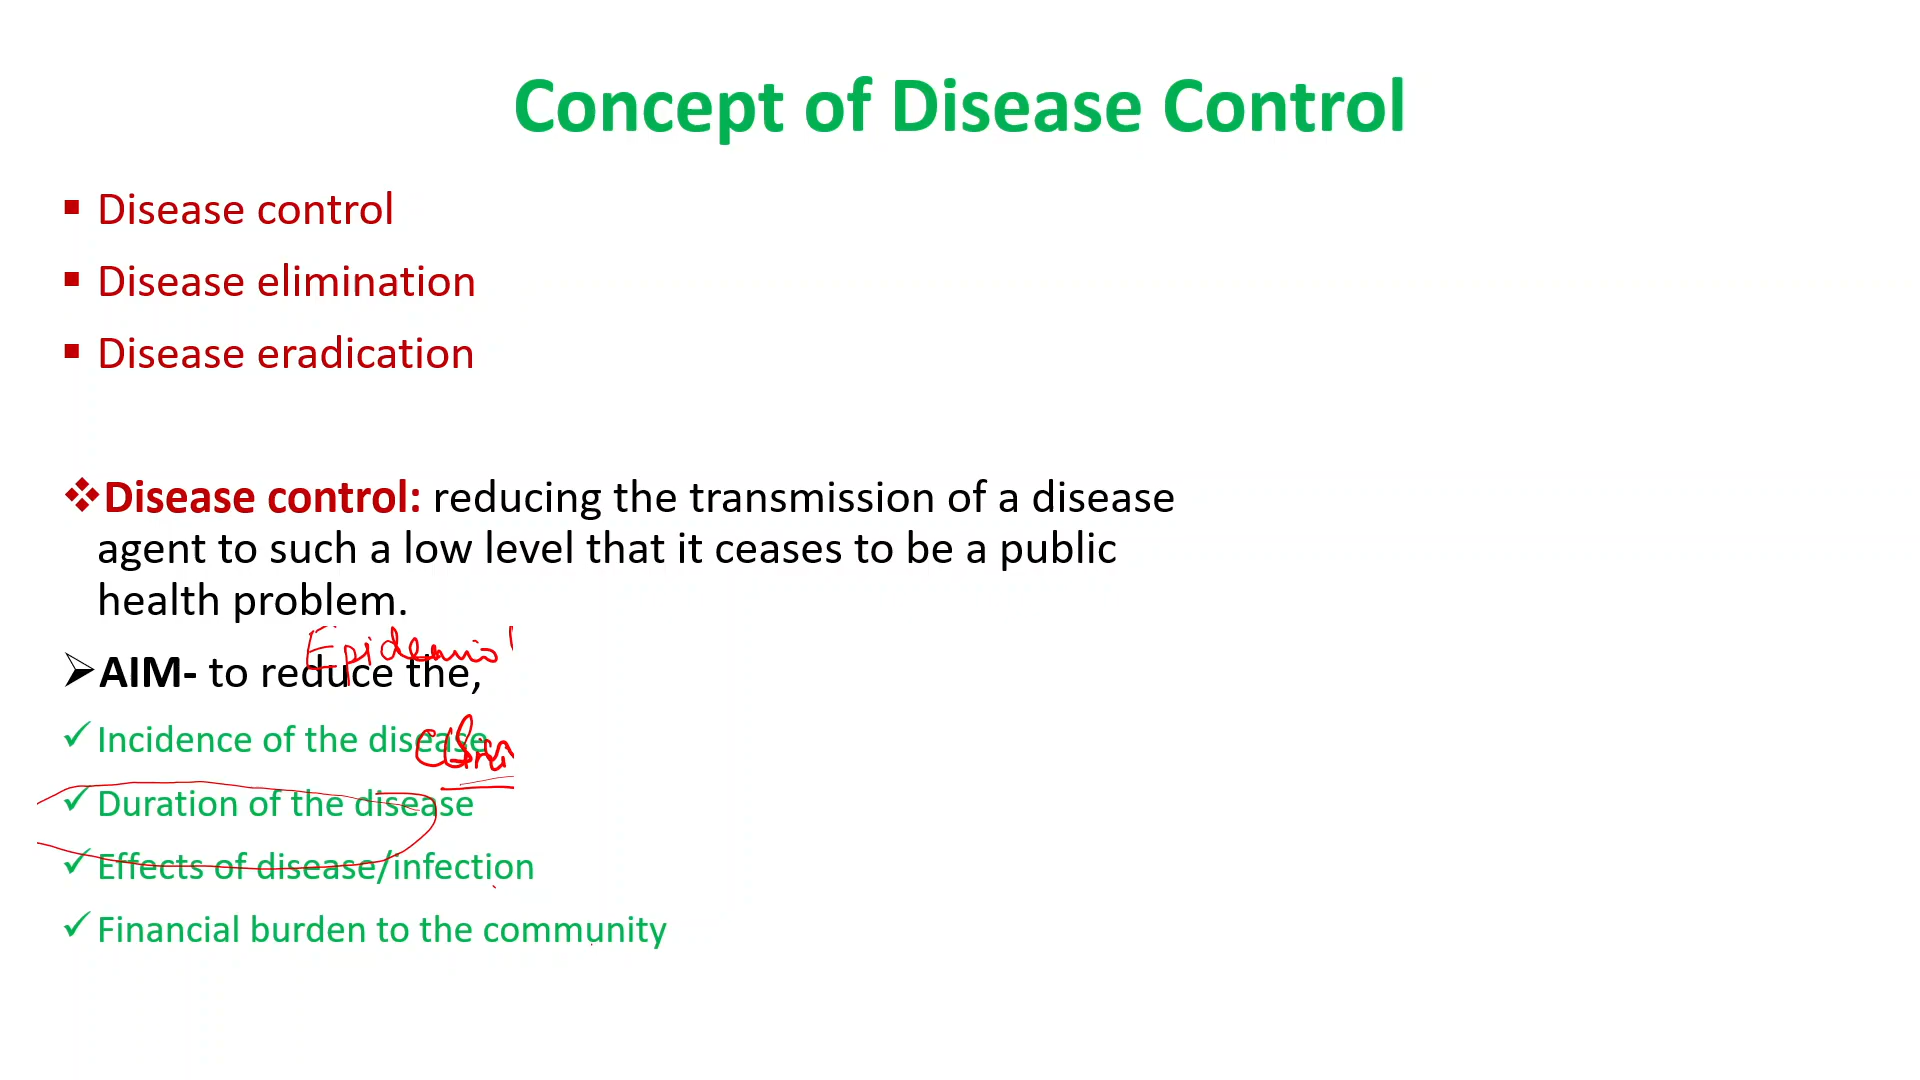 Concept of Disease Control
▪ Disease control
▪ Disease elimination
▪ Disease eradication
❖Disease control: reducing the transmission of a disease
agent to such a low level that it ceases to be a public
health problem.
Epidemio
➢AIM- to reduce the,
✓Incidence of the disease
✓Duration of the disease
✓Effects of disease/infection
✓Financial burden to the community